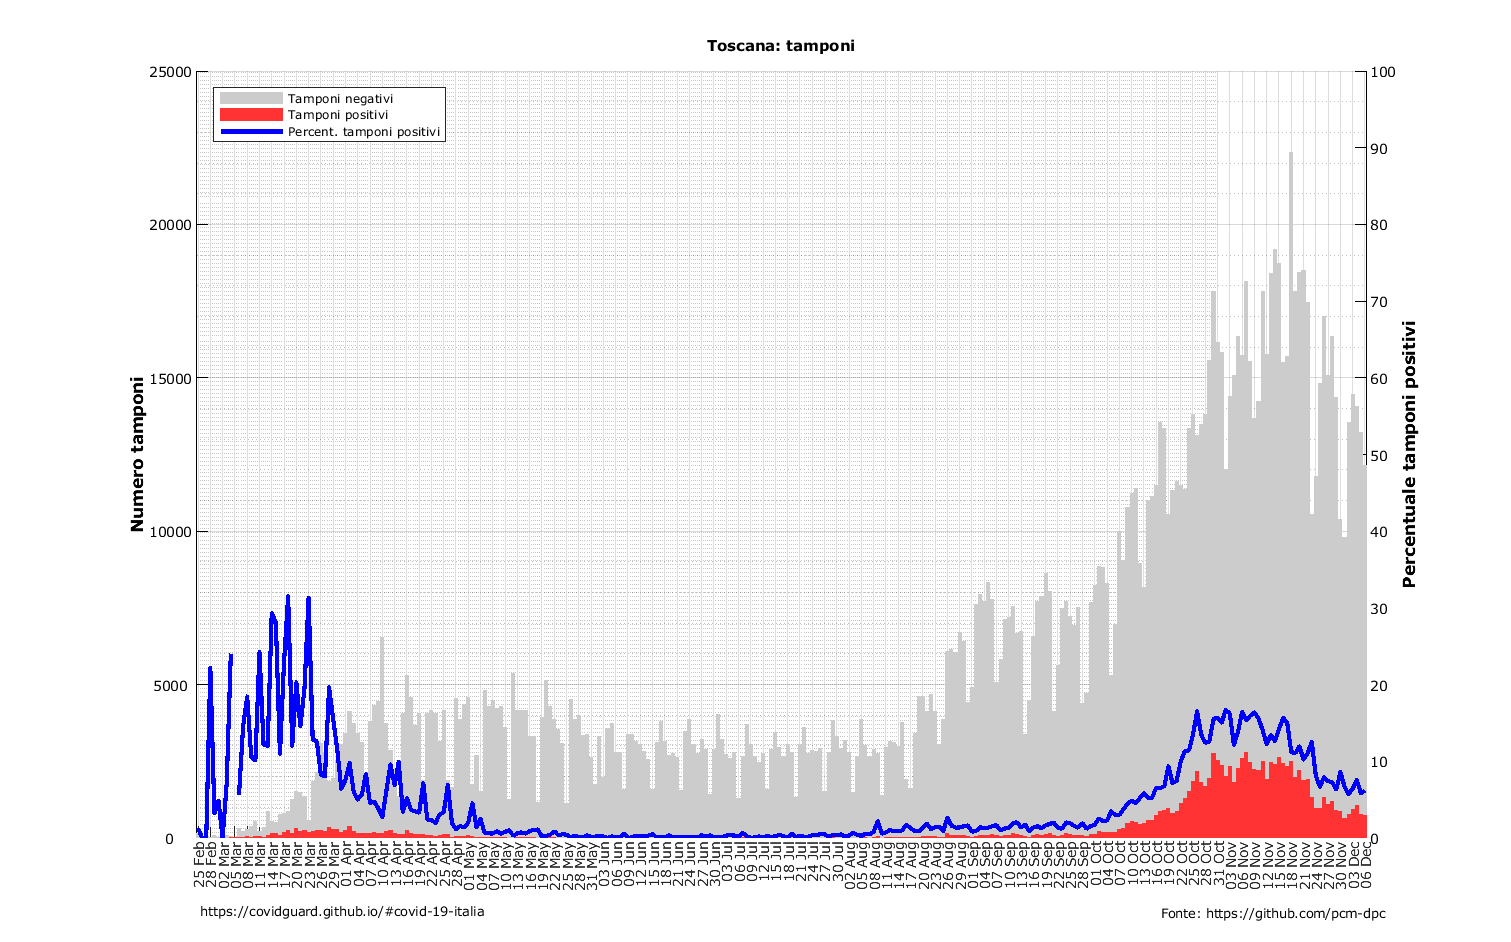 Toscana: tamponi
25000
20000
15000
10000
5000
0
Numero tamponi
Tamponi negativi
Tamponi positivi
Percent. tamponi positivi
100
90
80
70
60
50
40
30
20
10
0
Percentuale tamponi positivi
25 Feb
28 Feb
02 Mar
05 Mar
08 Mar
11 Mar
14 Mar
17 Mar
20 Mar
23 Mar
26 Mar
29 Mar
01 Apr
04 Apr
07 Apr
10 Apr
13 Apr
16 Apr
19 Apr
22 Apr
25 Apr
28 Apr
01 May
04 May
07 May
10 May
13 May
16 May
19 May
22 May
25 May
28 May
31 May
03 Jun
06 Jun
09 Jun
12 Jun
15 Jun
18 Jun
21 Jun
24 Jun
27 Jun
30 Jun
03 Jul
06 Jul
09 Jul
12 Jul
15 Jul
18 Jul
21 Jul
24 Jul
27 Jul
30 Jul
02 Aug
05 Aug
08 Aug
11 Aug
14 Aug
17 Aug
20 Aug
23 Aug
26 Aug
29 Aug
01 Sep
04 Sep
07 Sep
10 Sep
13 Sep
16 Sep
19 Sep
22 Sep
25 Sep
28 Sep
01 Oct
04 Oct
07 Oct
10 Oct
13 Oct
16 Oct
19 Oct
22 Oct
25 Oct
28 Oct
31 Oct
03 Nov
06 Nov
09 Nov
12 Nov
15 Nov
18 Nov
21 Nov
24 Nov
27 Nov
30 Nov
03 Dec
06 Dec
https://covidguard.github.io/#covid-19-italia
Fonte: https://github.com/pcm-dpc